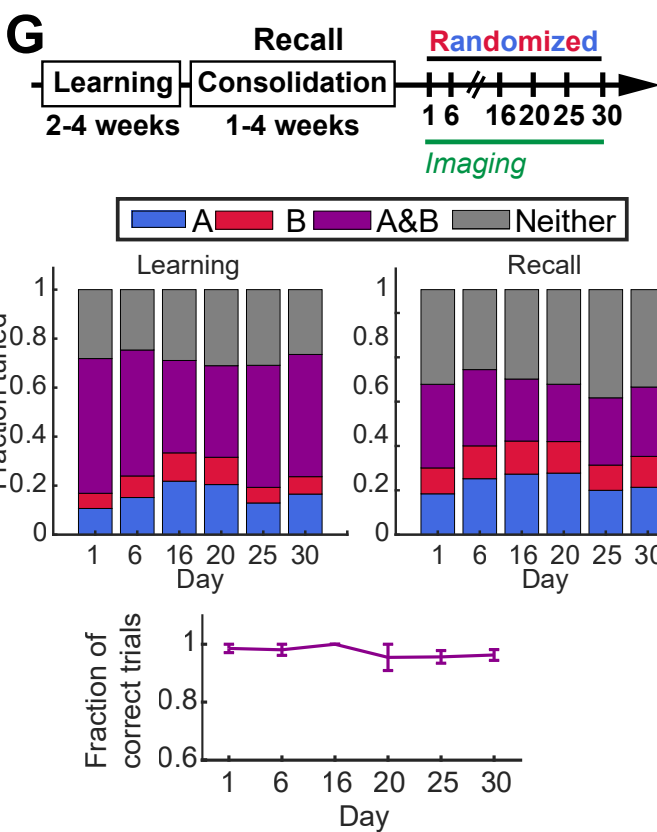 G
Recall
Randomized
Learning
Consolidation
2-4 weeks
1-4 weeks
1 6 16 20 25 30
Imaging
A B A&B Neither
Learning
Recall
1
0.8
0.6
0.4
0.2
0
1 6 16 20 25 30
Day
1
0.8
0.6
0.4
0.2
0
1 6 16 20 25
Day
Fraction of
correct trials
1
0.8
0.6
1 6 16 20 25 30
Day